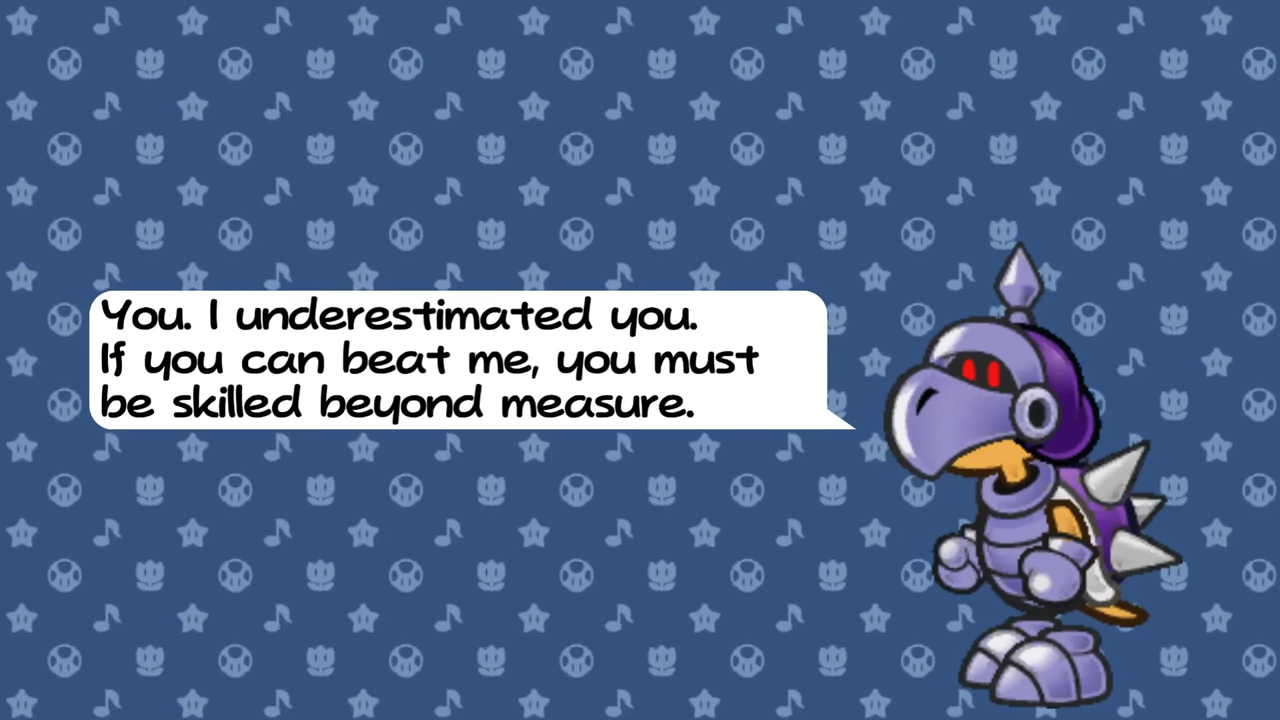 You. I underestimated you.
If you can beat me, you must
be skilled beyond measure.